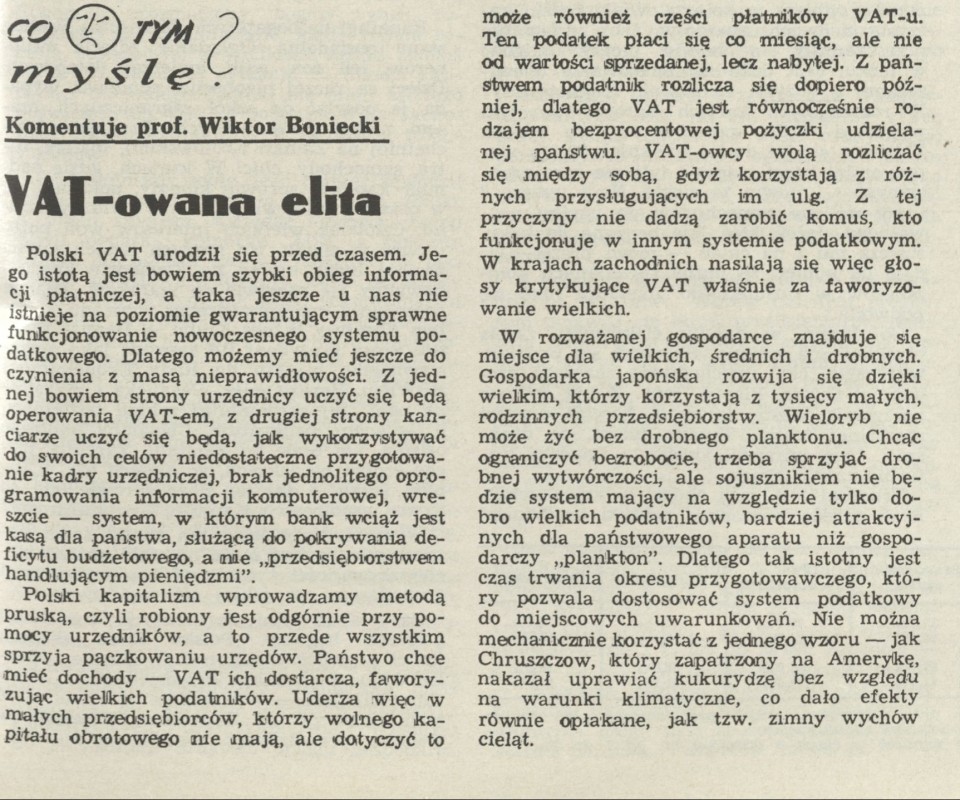 CO TYM
myślę?
Komentuje prof. Wiktor Boniecki
VAT-owana elita
Polski VAT urodził się przed czasem. Je-
go istotą jest bowiem szybki obieg informa-
cji płatniczej, a taka jeszcze u nas nie
istnieje na poziomie gwarantującym sprawne
funkcjonowanie nowoczesnego systemu po-
datkowego. Dlatego możemy mieć jeszcze do
czynienia z masą nieprawidłowości. Z jed-
nej bowiem strony urzędnicy uczyć się będą
operowania VAT-em, z drugiej strony kan-
ciarze uczyć się będą, jak wykorzystywać
do swoich celów niedostateczne przygotowa-
nie kadry urzędniczej, brak jednolitego opro-
gramowania informacji komputerowej, wre-
szcie — system, w którym bank wciąż jest
kasą dla państwa, służącą do pokrywania de-
ficytu budżetowego, a nie „przedsiębiorstwem
handlującym pieniędzmi”.
Polski kapitalizm wprowadzamy metodą
pruską, czyli robiony jest odgórnie przy po-
mocy urzędników, a to przede wszystkim
sprzyja pączkowaniu urzędów. Państwo chce
mieć dochody — VAT ich dostarcza, fawory-
zując wielkich podatników. Uderza więc w
małych przedsiębiorców, którzy wolnego ka-
pitału obrotowego nie mają, ale dotyczyć to
może również części płatników VAT-u.
Ten podatek płaci się co miesiąc, ale nie
od wartości sprzedanej, lecz nabytej. Z pań-
stwem podatnik rozlicza się dopiero póź-
niej, dlatego VAT jest równocześnie ro-
dzajem bezprocentowej pożyczki udziela-
nej państwu. VAT-owcy wolą rozliczać
się między sobą, gdyż korzystają z róż-
nych przysługujących im ulg. Z tej
przyczyny nie dadzą zarobić komuś, kto
funkcjonuje w innym systemie podatkowym.
W krajach zachodnich nasilają się więc gło-
sy krytykujące VAT właśnie za faworyzo-
wanie wielkich.
W rozważanej gospodarce znajduje się
miejsce dla wielkich, średnich i drobnych.
Gospodarka japońska rozwija się dzięki
wielkim, którzy korzystają z tysięcy małych,
rodzinnych przedsiębiorstw. Wieloryb nie
może żyć bez drobnego planktonu. Chcąc
ograniczyć bezrobocie, trzeba sprzyjać dro-
bnej wytwórczości, ale sojusznikiem nie bę-
dzie system mający na względzie tylko do-
bro wielkich podatników, bardziej atrakcyj-
nych dla państwowego aparatu niż gospo-
darczy „plankton”. Dlatego tak istotny jest
czas trwania okresu przygotowawczego, któ-
ry pozwala dostosować system podatkowy
do miejscowych uwarunkowań. Nie można
mechanicznie korzystać z jednego wzoru — jak
Chruszczow, który zapatrzony na Amerykę,
nakazał uprawiać kukurydzę bez względu
na warunki klimatyczne, co dało efekty
równie opłakane, jak tzw. zimny wychów
cieląt.